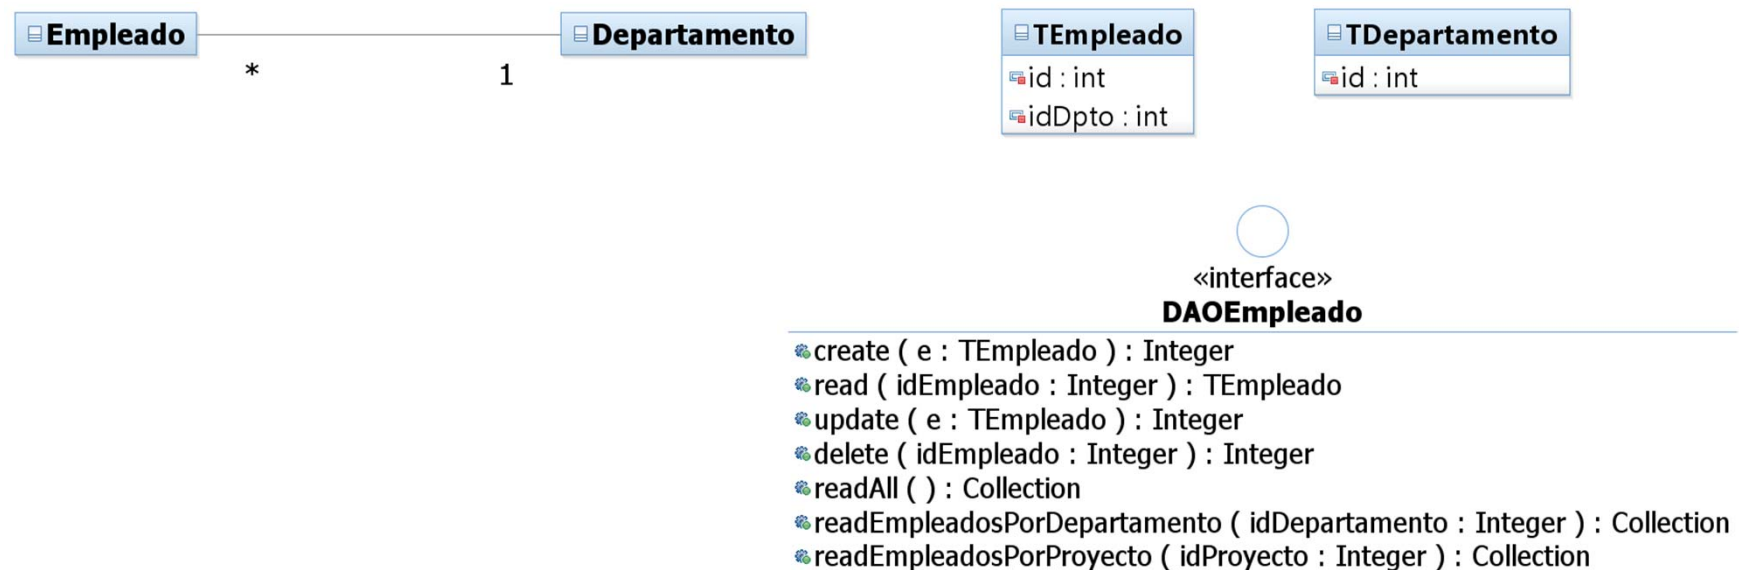 Empleado
Departamento
*
1
TEmpleado
id : int
idDpto : int
TDepartamento
id : int
«interface»
DAOEmpleado
create ( e : TEmpleado ) : Integer
read ( idEmpleado : Integer ) : TEmpleado
update ( e : TEmpleado ) : Integer
delete ( idEmpleado : Integer ) : Integer
readAll ( ) : Collection
readEmpleadosPorDepartamento ( idDepartamento : Integer ) : Collection
readEmpleadosPorProyecto ( idProyecto : Integer ) : Collection